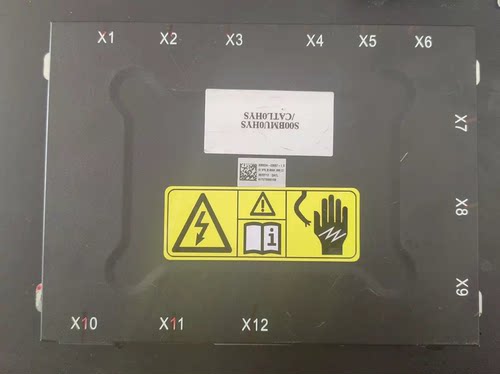 X1 X2 X3 X4 X5 X6
S00BMU0HYS
/CATL0HYS
X7
X8
X9
X10 X11 X12